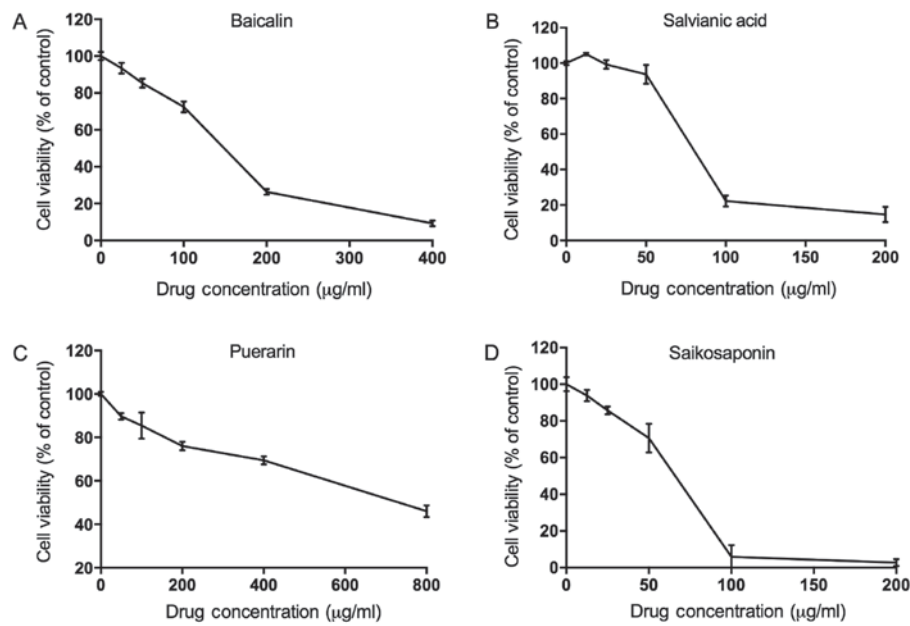 A
Baicalin
Cell viability (% of control)
120
100
80
60
40
20
0
0
100
200
300
400
Drug concentration (μg/ml)
B
Salvianic acid
Cell viability (% of control)
120
100
80
60
40
20
0
0
50
100
150
200
Drug concentration (μg/ml)
C
Puerarin
Cell viability (% of control)
120
100
80
60
40
20
0
200
400
600
800
Drug concentration (μg/ml)
D
Saikosaponin
Cell viability (% of control)
120
100
80
60
40
20
0
0
50
100
150
200
Drug concentration (μg/ml)